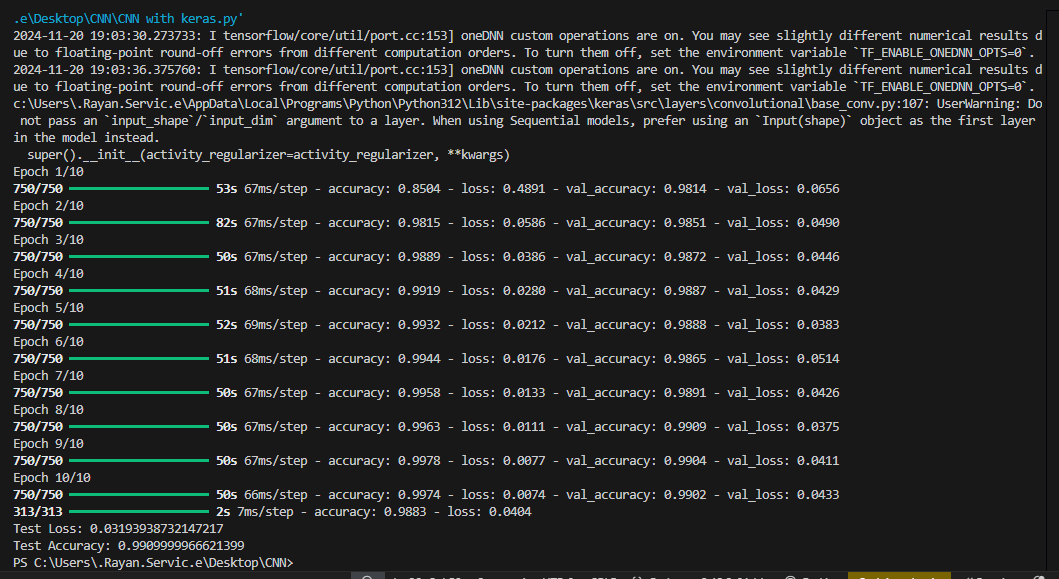 .e\Desktop\CNN\CNN with keras.py'
2024-11-20 19:03:30.273733: I tensorflow/core/util/port.cc:153] oneDNN custom operations are on. You may see slightly different numerical results d
ue to floating-point round-off errors from different computation orders. To turn them off, set the environment variable `TF_ENABLE_ONEDNN_OPTS=0`.
2024-11-20 19:03:36.375760: I tensorflow/core/util/port.cc:153] oneDNN custom operations are on. You may see slightly different numerical results d
ue to floating-point round-off errors from different computation orders. To turn them off, set the environment variable `TF_ENABLE_ONEDNN_OPTS=0`.
c:\Users\.Rayan.Servic.e\AppData\Local\Programs\Python\Python312\Lib\site-packages\keras\src\layers\convolutional\base_conv.py:107: UserWarning: Do
not pass an `input_shape`/`input_dim` argument to a layer. When using Sequential models, prefer using an `Input(shape)` object as the first layer
in the model instead.
super().__init__(activity_regularizer=activity_regularizer, **kwargs)
Epoch 1/10
750/750 53s 67ms/step - accuracy: 0.8504 - loss: 0.4891 - val_accuracy: 0.9814 - val_loss: 0.0656
Epoch 2/10
750/750 82s 67ms/step - accuracy: 0.9815 - loss: 0.0586 - val_accuracy: 0.9851 - val_loss: 0.0490
Epoch 3/10
750/750 50s 67ms/step - accuracy: 0.9889 - loss: 0.0386 - val_accuracy: 0.9872 - val_loss: 0.0446
Epoch 4/10
750/750 51s 68ms/step - accuracy: 0.9919 - loss: 0.0280 - val_accuracy: 0.9887 - val_loss: 0.0429
Epoch 5/10
750/750 52s 69ms/step - accuracy: 0.9932 - loss: 0.0212 - val_accuracy: 0.9888 - val_loss: 0.0383
Epoch 6/10
750/750 51s 68ms/step - accuracy: 0.9944 - loss: 0.0176 - val_accuracy: 0.9865 - val_loss: 0.0514
Epoch 7/10
750/750 50s 67ms/step - accuracy: 0.9958 - loss: 0.0133 - val_accuracy: 0.9891 - val_loss: 0.0426
Epoch 8/10
750/750 50s 67ms/step - accuracy: 0.9963 - loss: 0.0111 - val_accuracy: 0.9909 - val_loss: 0.0375
Epoch 9/10
750/750 50s 67ms/step - accuracy: 0.9978 - loss: 0.0077 - val_accuracy: 0.9904 - val_loss: 0.0411
Epoch 10/10
750/750 50s 66ms/step - accuracy: 0.9974 - loss: 0.0074 - val_accuracy: 0.9902 - val_loss: 0.0433
313/313 2s 7ms/step - accuracy: 0.9883 - loss: 0.0404
Test Loss: 0.03193938732147217
Test Accuracy: 0.9909999966621399
PS C:\Users\.Rayan.Servic.e\Desktop\CNN>